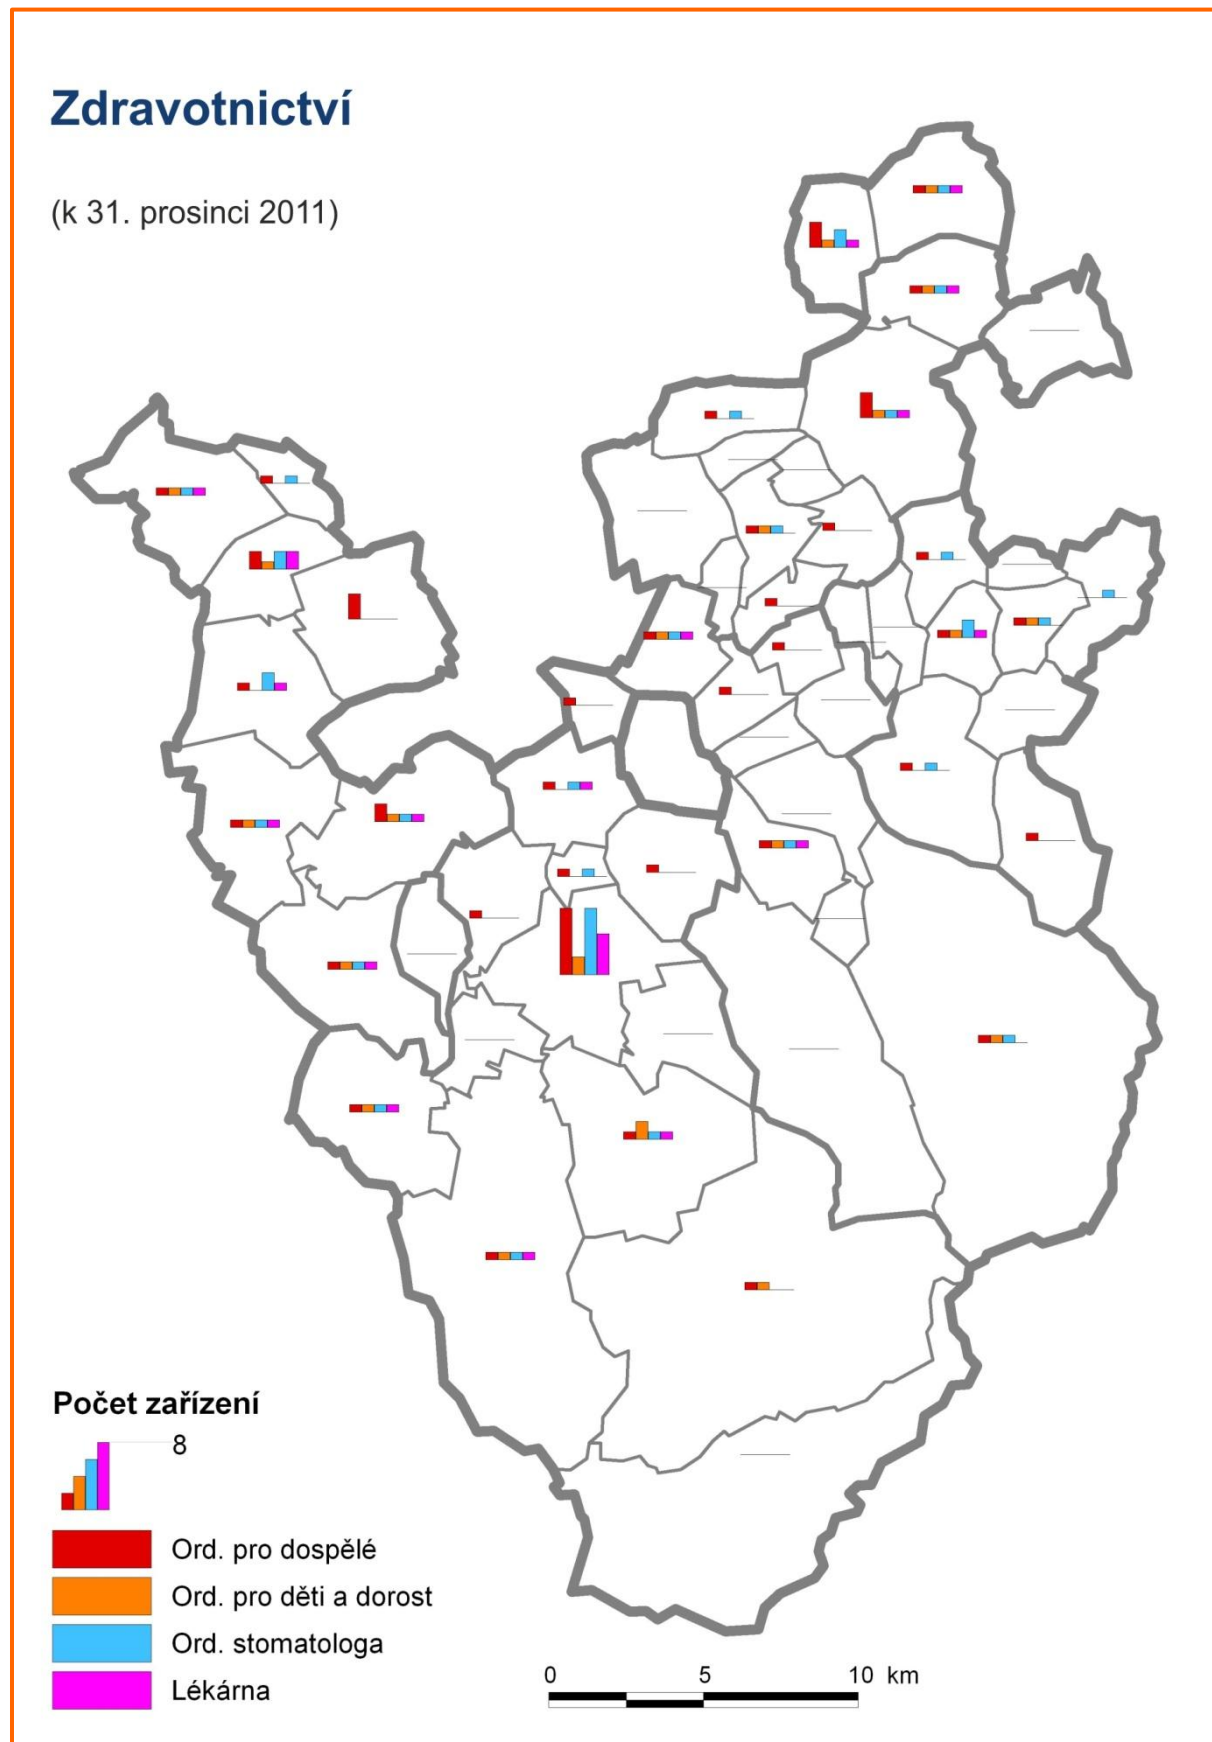 Zdravotnictví
(k 31. prosinci 2011)
Počet zařízení
8
Ord. pro dospělé
Ord. pro děti a dorost
Ord. stomatologa
Lékárna
0 5 10 km